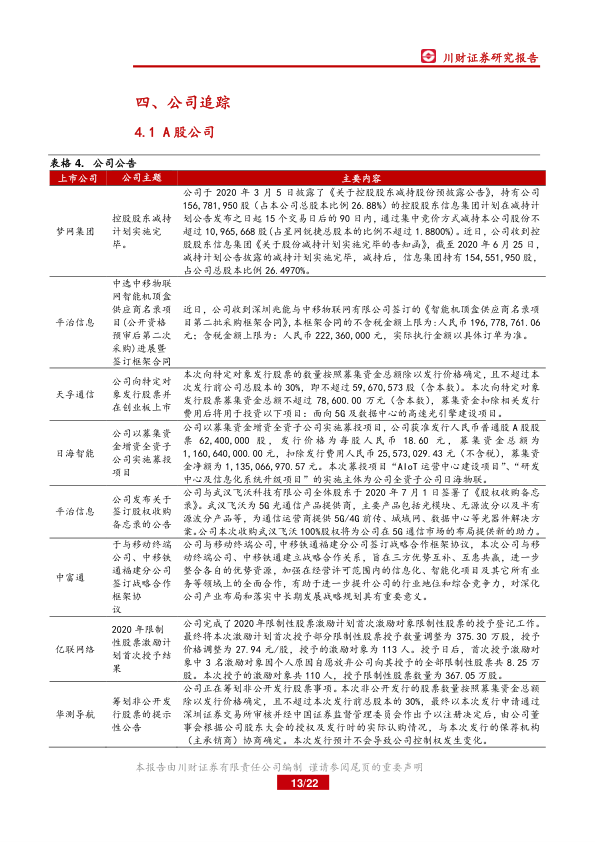 川财证券研究报告
四、公司追踪
4.1 A股公司
表格 4. 公司公告
上市公司 公司主题 主要内容
梦网集团
控股股东减持
计划实施完
毕。
公司于 2020 年 3 月 5 日披露了《关于控股股东减持股份预披露公告》，持有公司
156,781,950 股（占本公司总股本比例 26.88%）的控股股东信息集团计划在减持计
划公告发布之日起 15 个交易日后的 90 日内，通过集中竞价方式减持本公司股份不
超过 10,965,668 股(占星网锐捷总股本的比例不超过 1.8800%)。近日，公司收到控
股股东信息集团《关于股份减持计划实施完毕的告知函》，截至 2020 年 6 月 25 日，
减持计划公告披露的减持计划实施完毕，减持后，信息集团持有 154,551,950 股，
占公司总股本比例 26.4970%。
平治信息
中选中移物联
网智能机顶盒
供应商名录项
目(公开资格
预审后第二次
采购)进展暨
签订框架合同
近日，公司收到深圳兆能与中移物联网有限公司签订的《智能机顶盒供应商名录项
目第二批采购框架合同》,本框架合同的不含税金额上限为:人民币 196,778,761.06
元；含税金额上限为：人民币 222,360,000 元，实际执行金额以具体订单为准。
天孚通信
公司向特定对
象发行股票并
在创业板上市
本次向特定对象发行股票的数量按照募集资金总额除以发行价格确定，且不超过本
次发行前公司总股本的 30%，即不超过 59,670,573 股（含本数）。本次向特定对象
发行股票募集资金总额不超过 78,600.00 万元（含本数），募集资金扣除相关发行
费用后将用于投资以下项目：面向 5G 及数据中心的高速光引擎建设项目。
日海智能
公司以募集资
金增资全资子
公司实施募投
项目
公司以募集资金增资全资子公司实施募投项目，公司获准发行人民币普通股 A 股股
票 62,400,000 股，发行价格为每股人民币 18.60 元，募集资金总额为
1,160,640,000.00 元，扣除发行费用人民币 25,573,029.43 元（不含税），募集资
金净额为 1,135,066,970.57 元。本次募投项目“AIoT 运营中心建设项目”、“研发
中心及信息化系统升级项目”的实施主体为公司全资子公司日海物联。
平治信息
公司发布关于
签订股权收购
备忘录的公告
公司与武汉飞沃科技有限公司全体股东于 2020 年 7 月 1 日签署了《股权收购备忘
录》。武汉飞沃为 5G 光通信产品提供商，主要产品包括光模块、无源波分以及半有
源波分产品等，为通信运营商提供 5G/4G 前传、城域网、数据中心等光器件解决方
案。公司本次收购武汉飞沃 100%股权将为公司在 5G 通信市场的布局提供新的助力。
中富通
于与移动终端
公司、中移铁
通福建分公司
签订战略合作
框架协
议
公司与移动终端公司,中移铁通福建分公司签订战略合作框架协议，本次公司与移
动终端公司、中移铁通建立战略合作关系，旨在三方优势互补、互惠共赢，进一步
整合各自的优势资源，加强在经营许可范围内的信息化、智能化项目及其它所有业
务等领域上的全面合作，有助于进一步提升公司的行业地位和综合竞争力，对深化
公司产业布局和落实中长期发展战略规划具有重要意义。
亿联网络
2020 年限制
性股票激励计
划首次授予结
果
公司完成了 2020 年限制性股票激励计划首次激励对象限制性股票的授予登记工作。
最终将本次激励计划首次授予部分限制性股票授予数量调整为 375.30 万股，授予
价格调整为 27.94 元/股，授予的激励对象为 113 人。授予日后，首次授予激励对
象中 3 名激励对象因个人原因自愿放弃公司向其授予的全部限制性股票共 8.25 万
股。本次授予的激励对象共 110 人，授予限制性股票数量为 367.05 万股。
华测导航
筹划非公开发
行股票的提示
性公告
公司正在筹划非公开发行股票事项。本次非公开发行的股票数量按照募集资金总额
除以发行价格确定，且不超过本次发行前总股本的 30%，最终以本次发行申请通过
深圳证券交易所审核并经中国证券监督管理委员会作出予以注册决定后，由公司董
事会根据公司股东大会的授权及发行时的实际认购情况，与本次发行的保荐机构
（主承销商）协商确定。本次发行预计不会导致公司控制权发生变化。
本报告由川财证券有限责任公司编制 谨请参阅尾页的重要声明
13/22